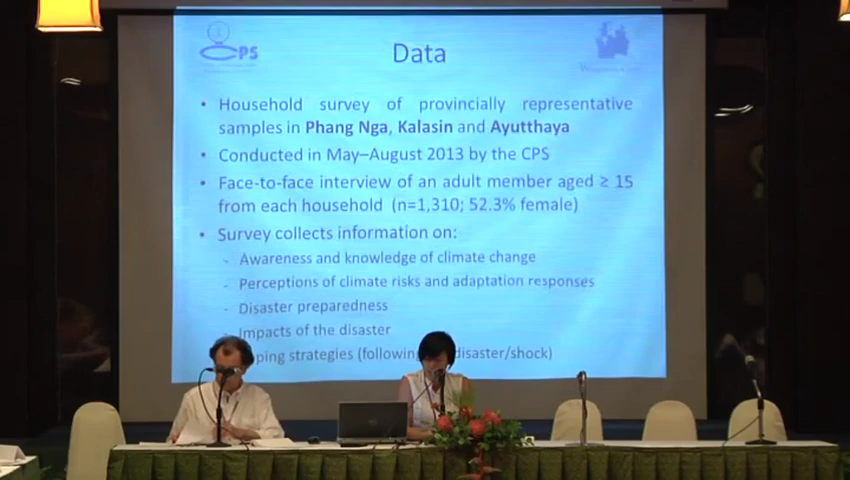 CPS
Data
• Household survey of provincially representative
samples in Phang Nga, Kalasin and Ayutthaya
• Conducted in May–August 2013 by the CPS
• Face-to-face interview of an adult member aged ≥ 15
from each household (n=1,310; 52.3% female)
• Survey collects information on:
- Awareness and knowledge of climate change
- Perceptions of climate risks and adaptation responses
- Disaster preparedness
- Impacts of the disaster
strategies (following disaster/shock)